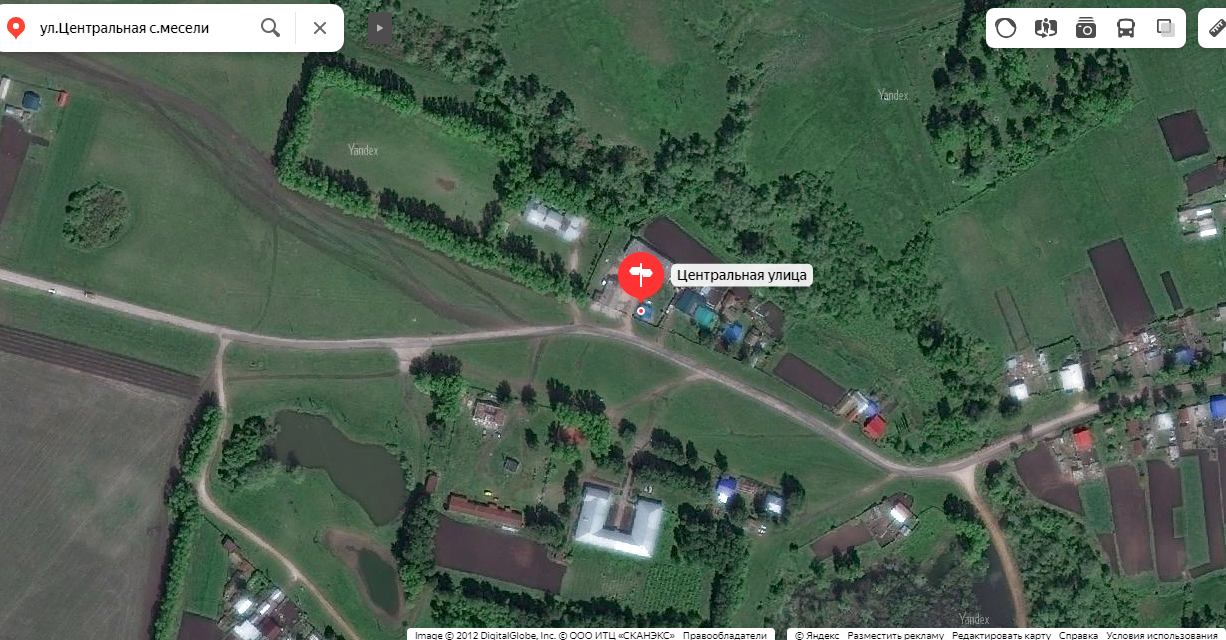 ул.Центральная с.месели
Yandex
Yandex
Центральная улица
Yandex
Image © 2012 DigitalGlobe, Inc. © ООО ИТЦ «СКАНЭКС» Правообладатели
© Яндекс Разместить рекламу Редактировать карту Справка Условия использования